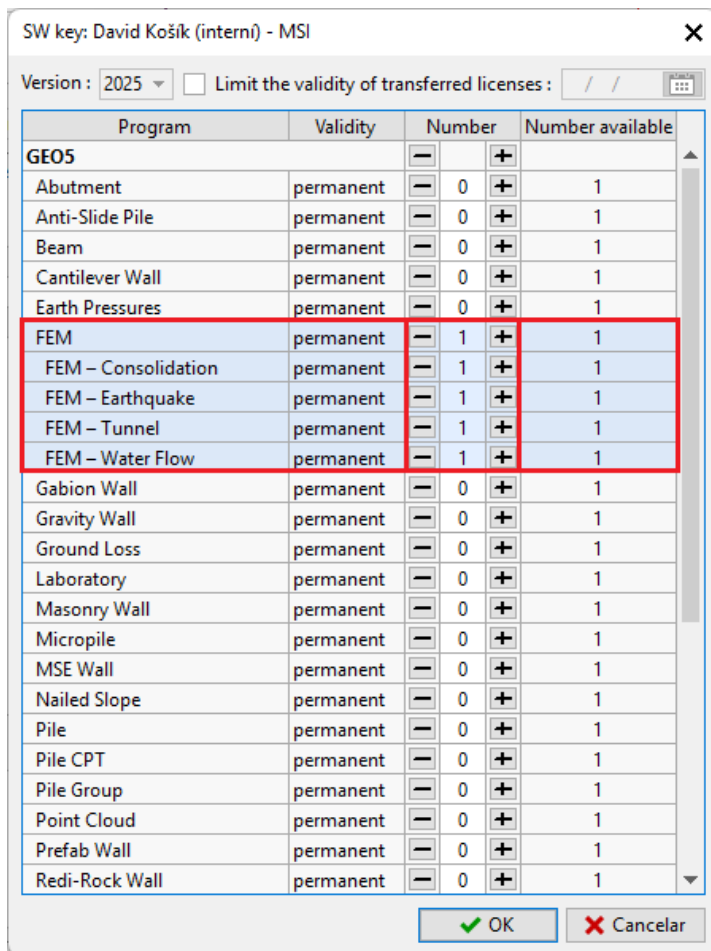 SW key: David Košík (interní) - MSI
Version : 2025 Limit the validity of transferred licenses : / /
Program Validity Number Number available
GEO5
Abutment permanent 0 1
Anti-Slide Pile permanent 0 1
Beam permanent 0 1
Cantilever Wall permanent 0 1
Earth Pressures permanent 0 1
FEM permanent 1 1
FEM – Consolidation permanent 1 1
FEM – Earthquake permanent 1 1
FEM – Tunnel permanent 1 1
FEM – Water Flow permanent 1 1
Gabion Wall permanent 0 1
Gravity Wall permanent 0 1
Ground Loss permanent 0 1
Laboratory permanent 0 1
Masonry Wall permanent 0 1
Micropile permanent 0 1
MSE Wall permanent 0 1
Nailed Slope permanent 0 1
Pile permanent 0 1
Pile CPT permanent 0 1
Pile Group permanent 0 1
Point Cloud permanent 0 1
Prefab Wall permanent 0 1
Redi-Rock Wall permanent 0 1
OK Cancelar